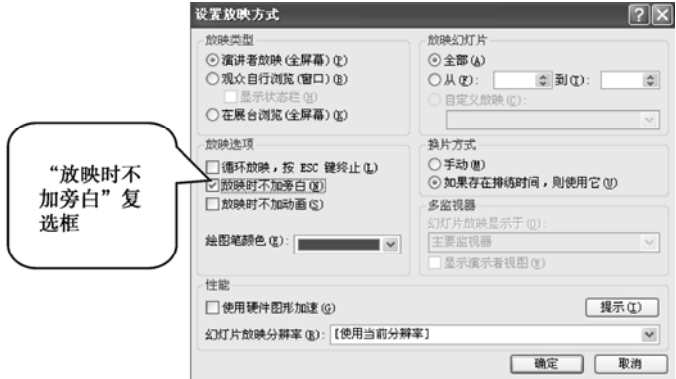 设置放映方式
放映类型
演讲者放映(全屏幕)(P)
观众自行浏览(窗口)(B)
显示状态栏(H)
在展台浏览(全屏幕)(K)
放映幻灯片
全部(A)
从(F): 到(T):
自定义放映(C):
放映选项
循环放映，按 ESC 键终止(L)
放映时不加旁白(N)
放映时不加动画(S)
绘图笔颜色(E):
换片方式
手动(M)
如果存在排练时间，则使用它(U)
多监视器
幻灯片放映显示于(O):
主要监视器
显示演示者视图(W)
性能
使用硬件图形加速(G)
提示(I)
幻灯片放映分辨率(R): [使用当前分辨率]
确定 取消
“放映时不
加旁白”复
选框